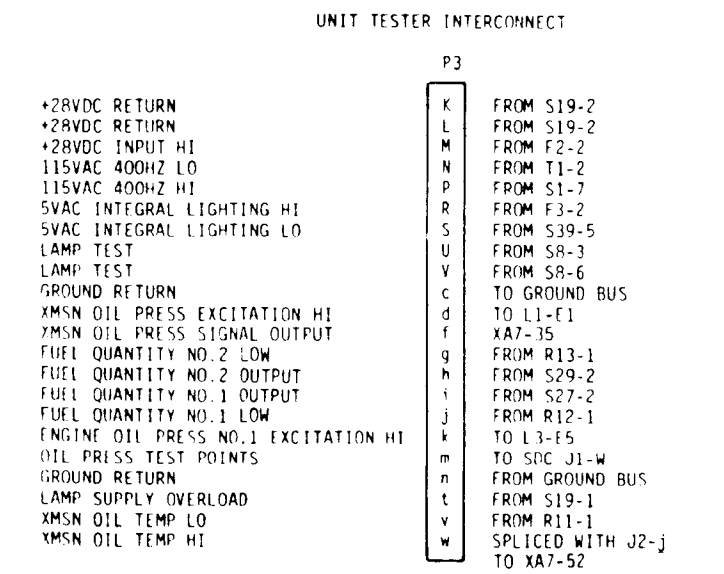 UNIT TESTER INTERCONNECT
P3
+28VDC RETURN K FROM S19-2
+28VDC RETURN L FROM S19-2
+28VDC INPUT HI M FROM F2-2
115VAC 400HZ LO N FROM T1-2
115VAC 400HZ HI P FROM S1-7
5VAC INTEGRAL LIGHTING HI R FROM F3-2
5VAC INTEGRAL LIGHTING LO S FROM S39-5
LAMP TEST U FROM S8-3
LAMP TEST V FROM S8-6
GROUND RETURN c TO GROUND BUS
XMSN OIL PRESS EXCITATION HI d TO L1-E1
XMSN OIL PRESS SIGNAL OUTPUT f XA7-35
FUEL QUANTITY NO.2 LOW g FROM R13-1
FUEL QUANTITY NO.2 OUTPUT h FROM S29-2
FUEL QUANTITY NO.1 OUTPUT i FROM S27-2
FUEL QUANTITY NO.1 LOW j FROM R12-1
ENGINE OIL PRESS NO.1 EXCITATION HI k TO L3-E5
OIL PRESS TEST POINTS m TO SDC J1-W
GROUND RETURN n FROM GROUND BUS
LAMP SUPPLY OVERLOAD t FROM S19-1
XMSN OIL TEMP LO v FROM R11-1
XMSN OIL TEMP HI w SPLICED WITH J2-j
TO XA7-52